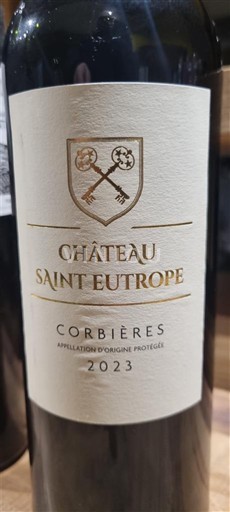 CHÂTEAU
SAINT EUTROPE
CORBIÈRES
APPELLATION D'ORIGINE PROTÉGÉE
2023